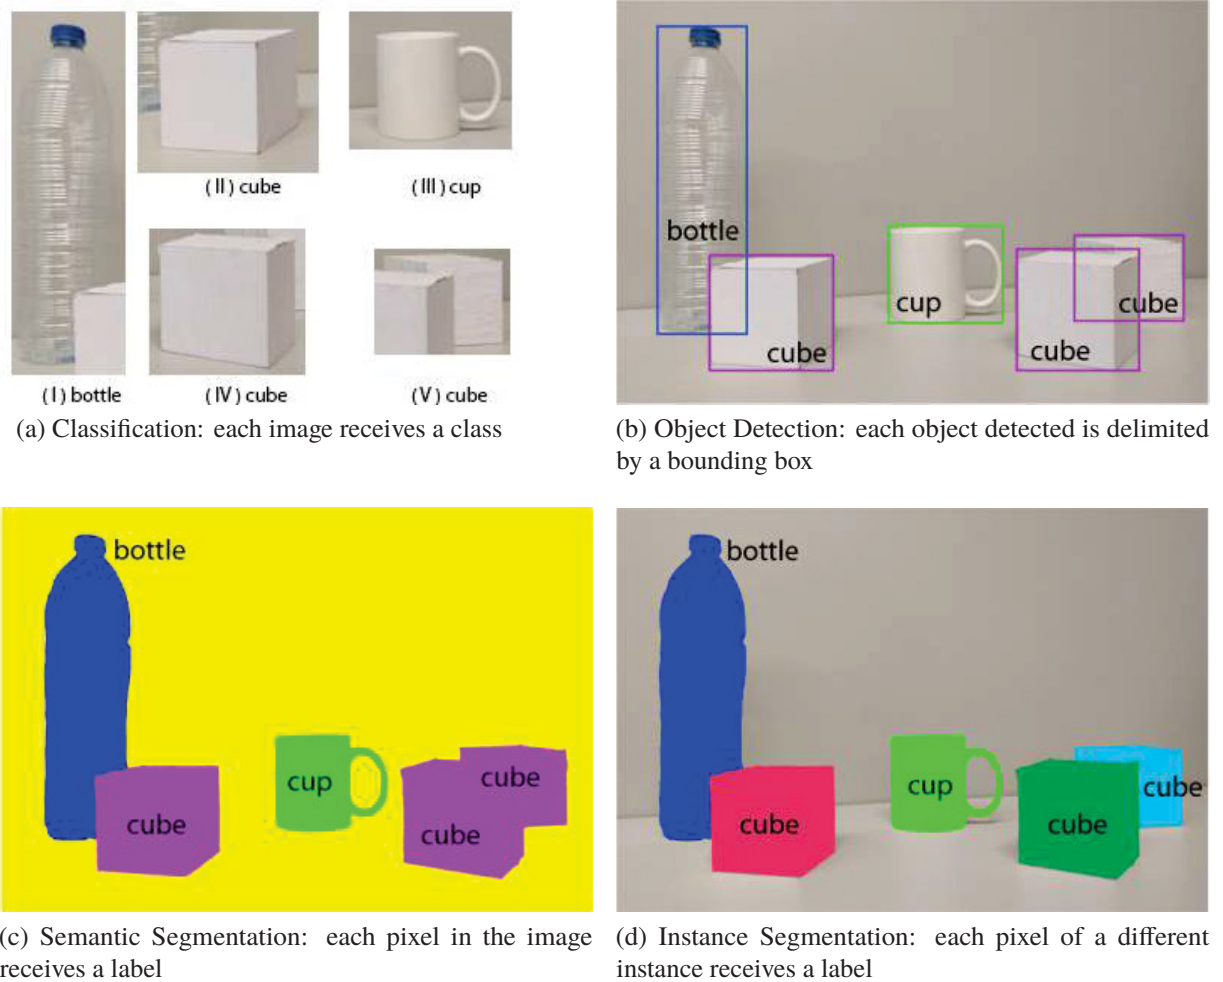 (I) bottle
(II) cube
(III) cup
(IV) cube
(V) cube
(a) Classification: each image receives a class
bottle
cup
cube
cube
cube
(b) Object Detection: each object detected is delimited
by a bounding box
bottle
cube
cup
cube
cube
(c) Semantic Segmentation: each pixel in the image
receives a label
bottle
cube
cup
cube
cube
(d) Instance Segmentation: each pixel of a different
instance receives a label